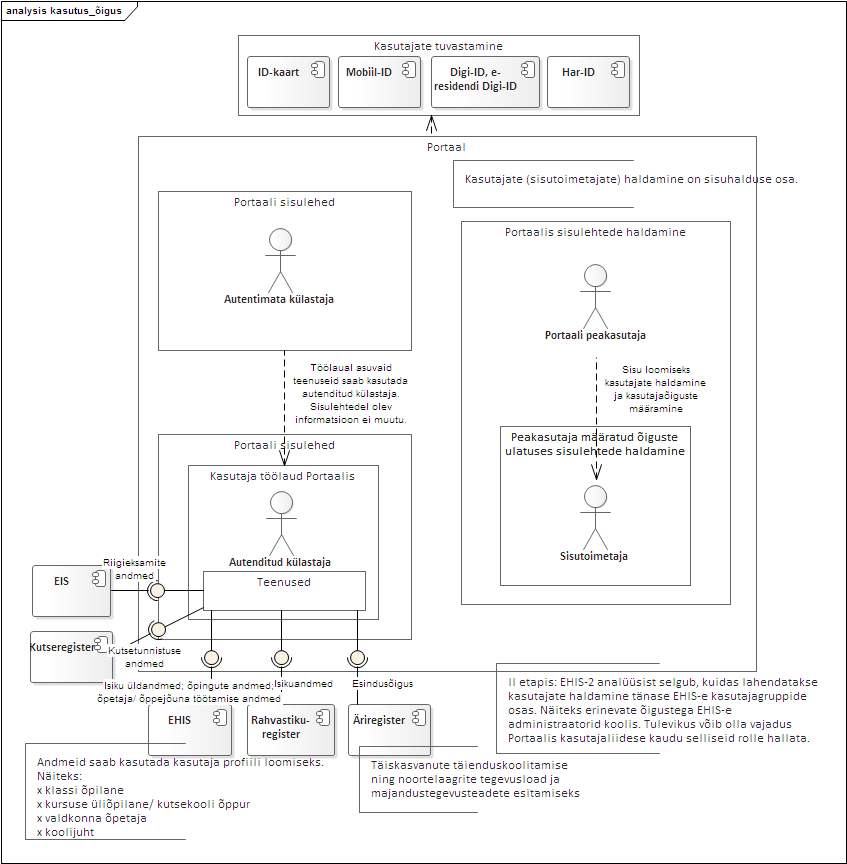 analysis kasutus_õigus
Kasutajate tuvastamine
ID-kaart
Mobiil-ID
Digi-ID, e-
residendi Digi-ID
Har-ID
Portaal
Kasutajate (sisutoimetajate) haldamine on sisuhalduse osa.
Portaali sisulehed
Autentimata külastaja
Portaalis sisulehtede haldamine
Portaali peakasutaja
Töölaual asuvaid
teenuseid saab kasutada
autenditud külastaja.
Sisulehtedel olev
informatsioon ei muutu.
Sisu loomiseks
kasutajate haldamine
ja kasutajaõiguste
määramine
Portaali sisulehed
Kasutaja töölaud Portaalis
Autenditud külastaja
Teenused
Peakasutaja määratud õiguste
ulatuses sisulehtede haldamine
Sisutoimetaja
Riigieksamite
andmed
EIS
Kutseregister
Kutsetunnistuse
andmed
Isiku üldandmed; õpingute andmed;
õpetaja/ õppejõuna töötamise andmed
Isikuandmed
Esindusõigus
EHIS
Rahvastiku-
register
Äriregister
II etapis: EHIS-2 analüüsist selgub, kuidas lahendatakse
kasutajate haldamine tänase EHIS-e kasutajagruppide
osas. Näiteks erinevate õigustega EHIS-e
administraatorid koolis. Tulevikus võib olla vajadus
Portaalis kasutajaliidese kaudu selliseid rolle hallata.
Andmeid saab kasutada kasutaja profiili loomiseks.
Näiteks:
x klassi õpilane
x kursuse üliõpilane/ kutsekooli õppur
x valdkonna õpetaja
x koolijuht
Täiskasvanute täienduskoolitamise
ning noortelaagrite tegevusload ja
majandustegevusteadete esitamiseks